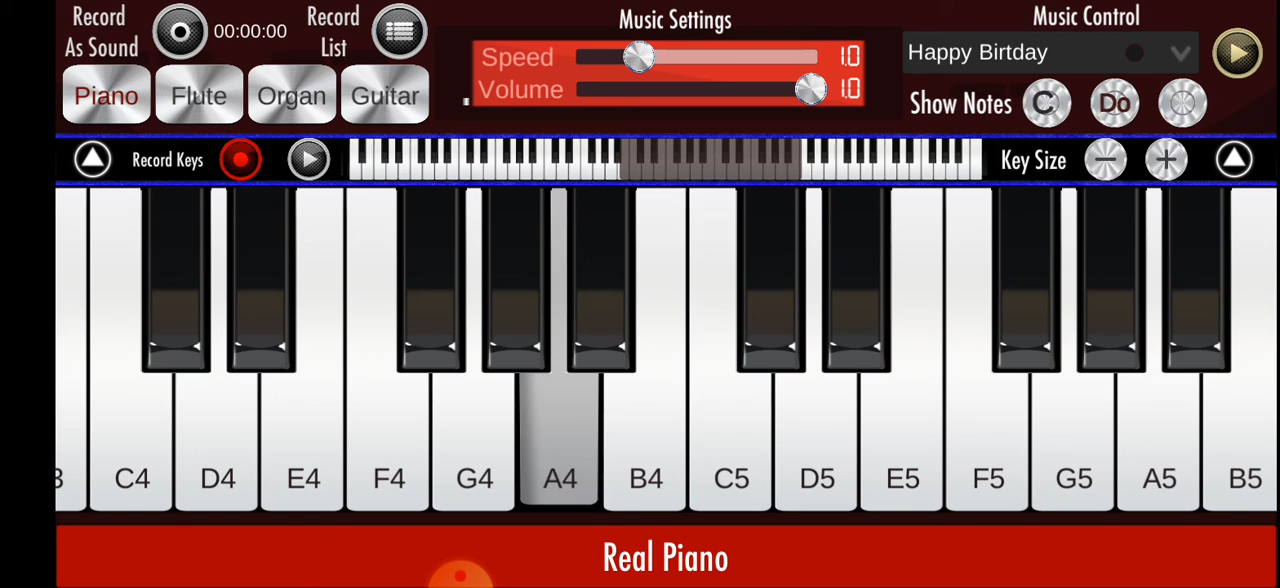 Record
As Sound
00:00:00
Record
List
Piano
Flute
Organ
Guitar
Music Settings
Speed
1.0
Volume
1.0
Music Control
Happy Birtday
Show Notes
C
Do
Record Keys
Key Size
3
C4
D4
E4
F4
G4
A4
B4
C5
D5
E5
F5
G5
A5
B5
Real Piano